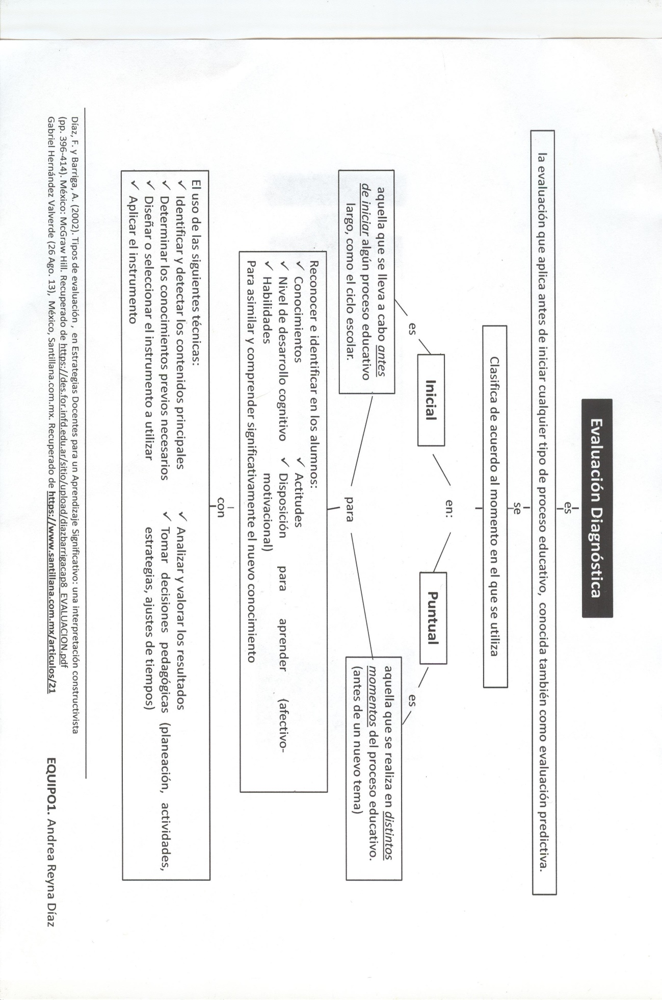 Evaluación Diagnóstica
es
la evaluación que aplica antes de iniciar cualquier tipo de proceso educativo, conocida también como evaluación predictiva.
se
Clasifica de acuerdo al momento en el que se utiliza
en:
Inicial
Puntual
es
es
aquella que se lleva a cabo antes
de iniciar algún proceso educativo
largo, como el ciclo escolar.
aquella que se realiza en distintos
momentos del proceso educativo.
(antes de un nuevo tema)
para
Reconocer e identificar en los alumnos:
✓ Conocimientos
✓ Nivel de desarrollo cognitivo
✓ Habilidades
✓ Actitudes
✓ Disposición para aprender (afectivo-
motivacional)
Para asimilar y comprender significativamente el nuevo conocimiento
con
El uso de las siguientes técnicas:
✓ Identificar y detectar los contenidos principales
✓ Determinar los conocimientos previos necesarios
✓ Diseñar o seleccionar el instrumento a utilizar
✓ Aplicar el instrumento
✓ Analizar y valorar los resultados
✓ Tomar decisiones pedagógicas (planeación, actividades,
estrategias, ajustes de tiempos)
Díaz, F. y Barriga, A. (2002). Tipos de evaluación , en Estrategias Docentes para un Aprendizaje Significativo: una interpretación constructivista
(pp. 396-414). México: McGraw Hill. Recuperado de https://des.for.infd.edu.ar/sitio/upload/diazbarrigacap8_EVALUACION.pdf
Gabriel Hernández Valverde (26 Ago. 13), México, Santillana.com.mx. Recuperado de https://www.santillana.com.mx/articulos/21
EQUIPO1. Andrea Reyna Díaz